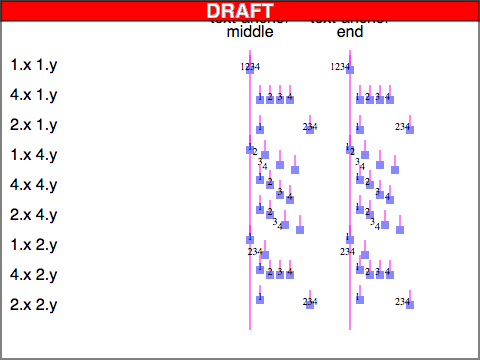 DRAFT
text-anchor text-anchor
middle end
1.x 1.y 1234 1234
4.x 1.y 1 2 3 4 1 2 3 4
2.x 1.y 1 234 1 234
1.x 4.y 1 2 3 4 1 2 3 4
4.x 4.y 1 2 3 4 1 2 3 4
2.x 4.y 1 2 3 4 1 2 3 4
1.x 2.y 1 234 1 234
4.x 2.y 1 2 3 4 1 2 3 4
2.x 2.y 1 234 1 234